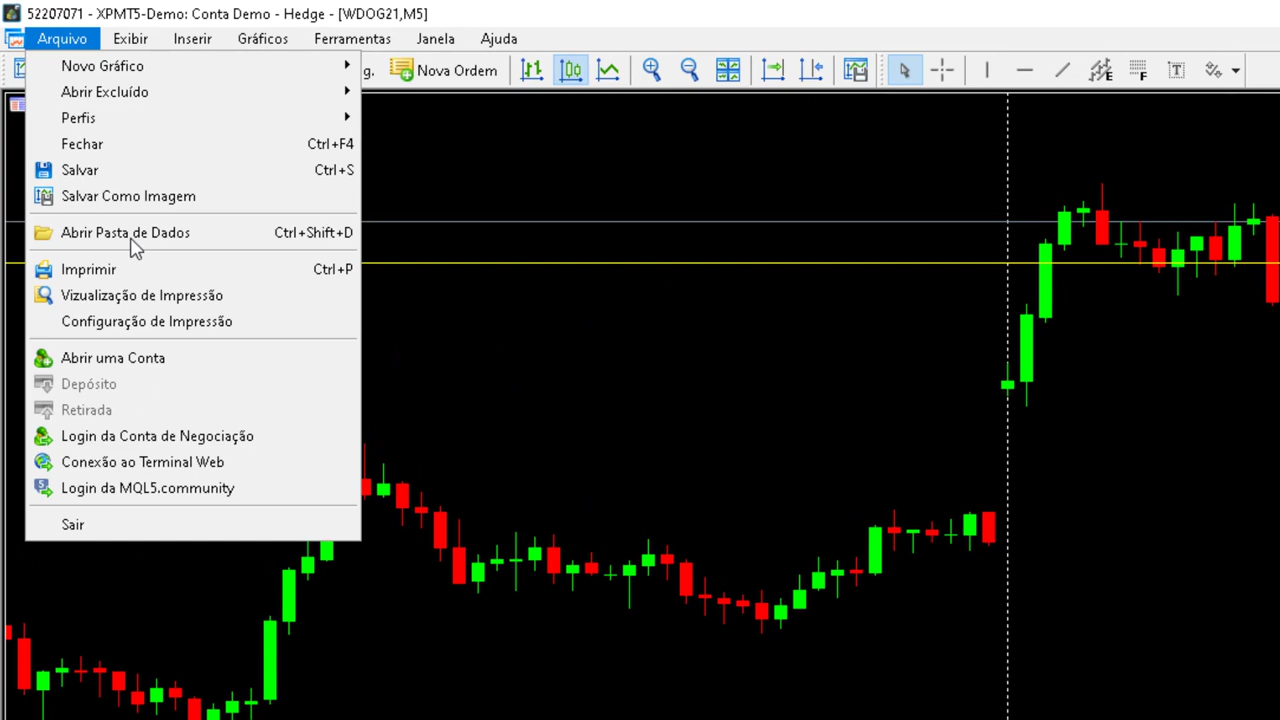 52207071 - XPMT5-Demo: Conta Demo - Hedge - [WDOG21,M5]
Arquivo Exibir Inserir Gráficos Ferramentas Janela Ajuda
g. Nova Ordem E F T
Novo Gráfico
Abrir Excluído
Perfis
Fechar Ctrl+F4
Salvar Ctrl+S
Salvar Como Imagem
Abrir Pasta de Dados Ctrl+Shift+D
Imprimir Ctrl+P
Vizualização de Impressão
Configuração de Impressão
Abrir uma Conta
Depósito
Retirada
Login da Conta de Negociação
Conexão ao Terminal Web
Login da MQL5.community
Sair